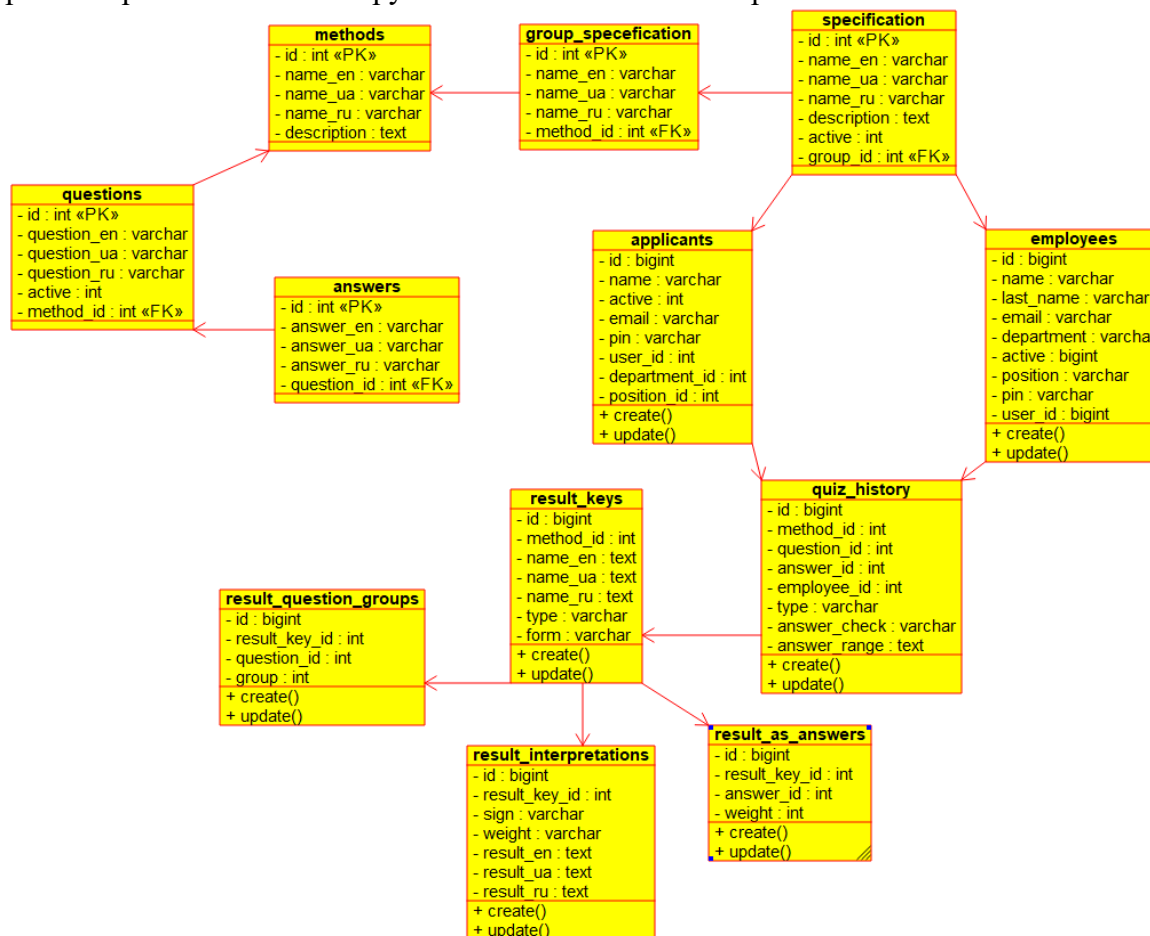 methods
- id : int «PK»
- name_en : varchar
- name_ua : varchar
- name_ru : varchar
- description : text
group_specefication
- id : int «PK»
- name_en : varchar
- name_ua : varchar
- name_ru : varchar
- method_id : int «FK»
specification
- id : int «PK»
- name_en : varchar
- name_ua : varchar
- name_ru : varchar
- description : text
- active : int
- group_id : int «FK»
questions
- id : int «PK»
- question_en : varchar
- question_ua : varchar
- question_ru : varchar
- active : int
- method_id : int «FK»
answers
- id : int «PK»
- answer_en : varchar
- answer_ua : varchar
- answer_ru : varchar
- question_id : int «FK»
applicants
- id : bigint
- name : varchar
- active : int
- email : varchar
- pin : varchar
- user_id : int
- department_id : int
- position_id : int
+ create()
+ update()
employees
- id : bigint
- name : varchar
- last_name : varchar
- email : varchar
- department : varcha
- active : bigint
- position : varchar
- pin : varchar
- user_id : bigint
+ create()
+ update()
quiz_history
- id : bigint
- method_id : int
- question_id : int
- answer_id : int
- employee_id : int
- type : varchar
- answer_check : varchar
- answer_range : text
+ create()
+ update()
result_keys
- id : bigint
- method_id : int
- name_en : text
- name_ua : text
- name_ru : text
- type : varchar
- form : varchar
+ create()
+ update()
result_question_groups
- id : bigint
- result_key_id : int
- question_id : int
- group : int
+ create()
+ update()
result_interpretations
- id : bigint
- result_key_id : int
- sign : varchar
- weight : varchar
- result_en : text
- result_ua : text
- result_ru : text
+ create()
+ update()
result_as_answers
- id : bigint
- result_key_id : int
- answer_id : int
- weight : int
+ create()
+ update()